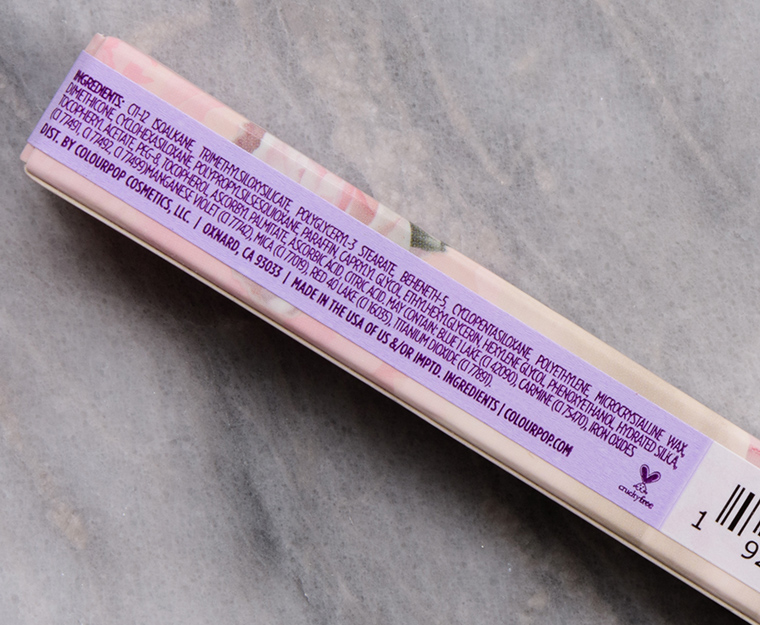 INGREDIENTS: C11-12 ISOALKANE, TRIMETHYLSILOXYSILICATE, POLYGLYCERYL-3 STEARATE, BEHENETH-5, CYCLOPENTASILOXANE, POLYETHYLENE, MICROCRYSTALLINE WAX,
DIMETHICONE, CYCLOHEXASILOXANE, POLYPROPYLSILSESQUIOXANE, PARAFFIN, CAPRYLYL GLYCOL, ETHYLHEXYLGLYCERIN, HEXYLENE GLYCOL, PHENOXYETHANOL, HYDRATED SILICA,
TOCOPHERYL ACETATE, PEG-8, TOCOPHEROL, ASCORBYL PALMITATE, ASCORBIC ACID, CITRIC ACID. MAY CONTAIN: BLUE 1 LAKE (CI 42090), CARMINE (CI 75470), IRON OXIDES
(CI 77491, CI 77492, CI 77499)MANGANESE VIOLET (CI 77742), MICA (CI 77019), RED 40 LAKE (CI 16035), TITANIUM DIOXIDE (CI 77891).
DIST. BY COLOURPOP COSMETICS, LLC. | OXNARD, CA 93033 | MADE IN THE USA OF US &/OR IMPTD. INGREDIENTS | COLOURPOP.COM
crueltyfree
1
92